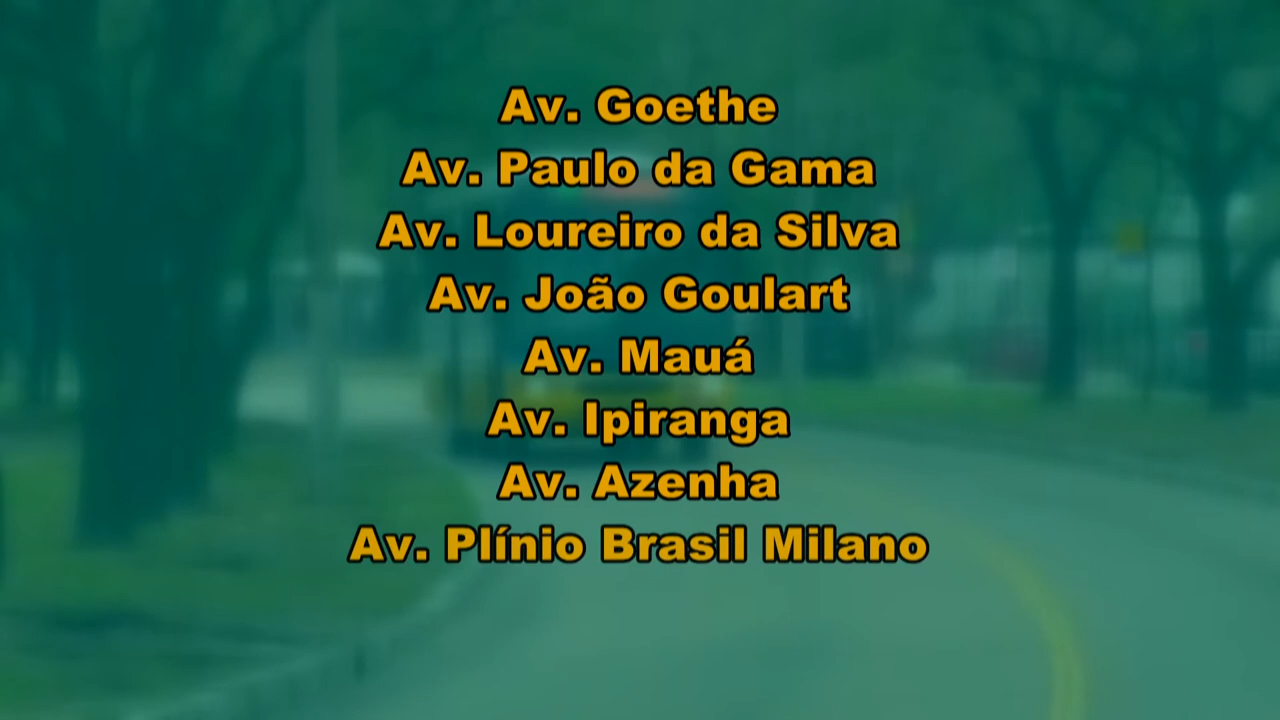 Av. Goethe
Av. Paulo da Gama
Av. Loureiro da Silva
Av. João Goulart
Av. Mauá
Av. Ipiranga
Av. Azenha
Av. Plínio Brasil Milano